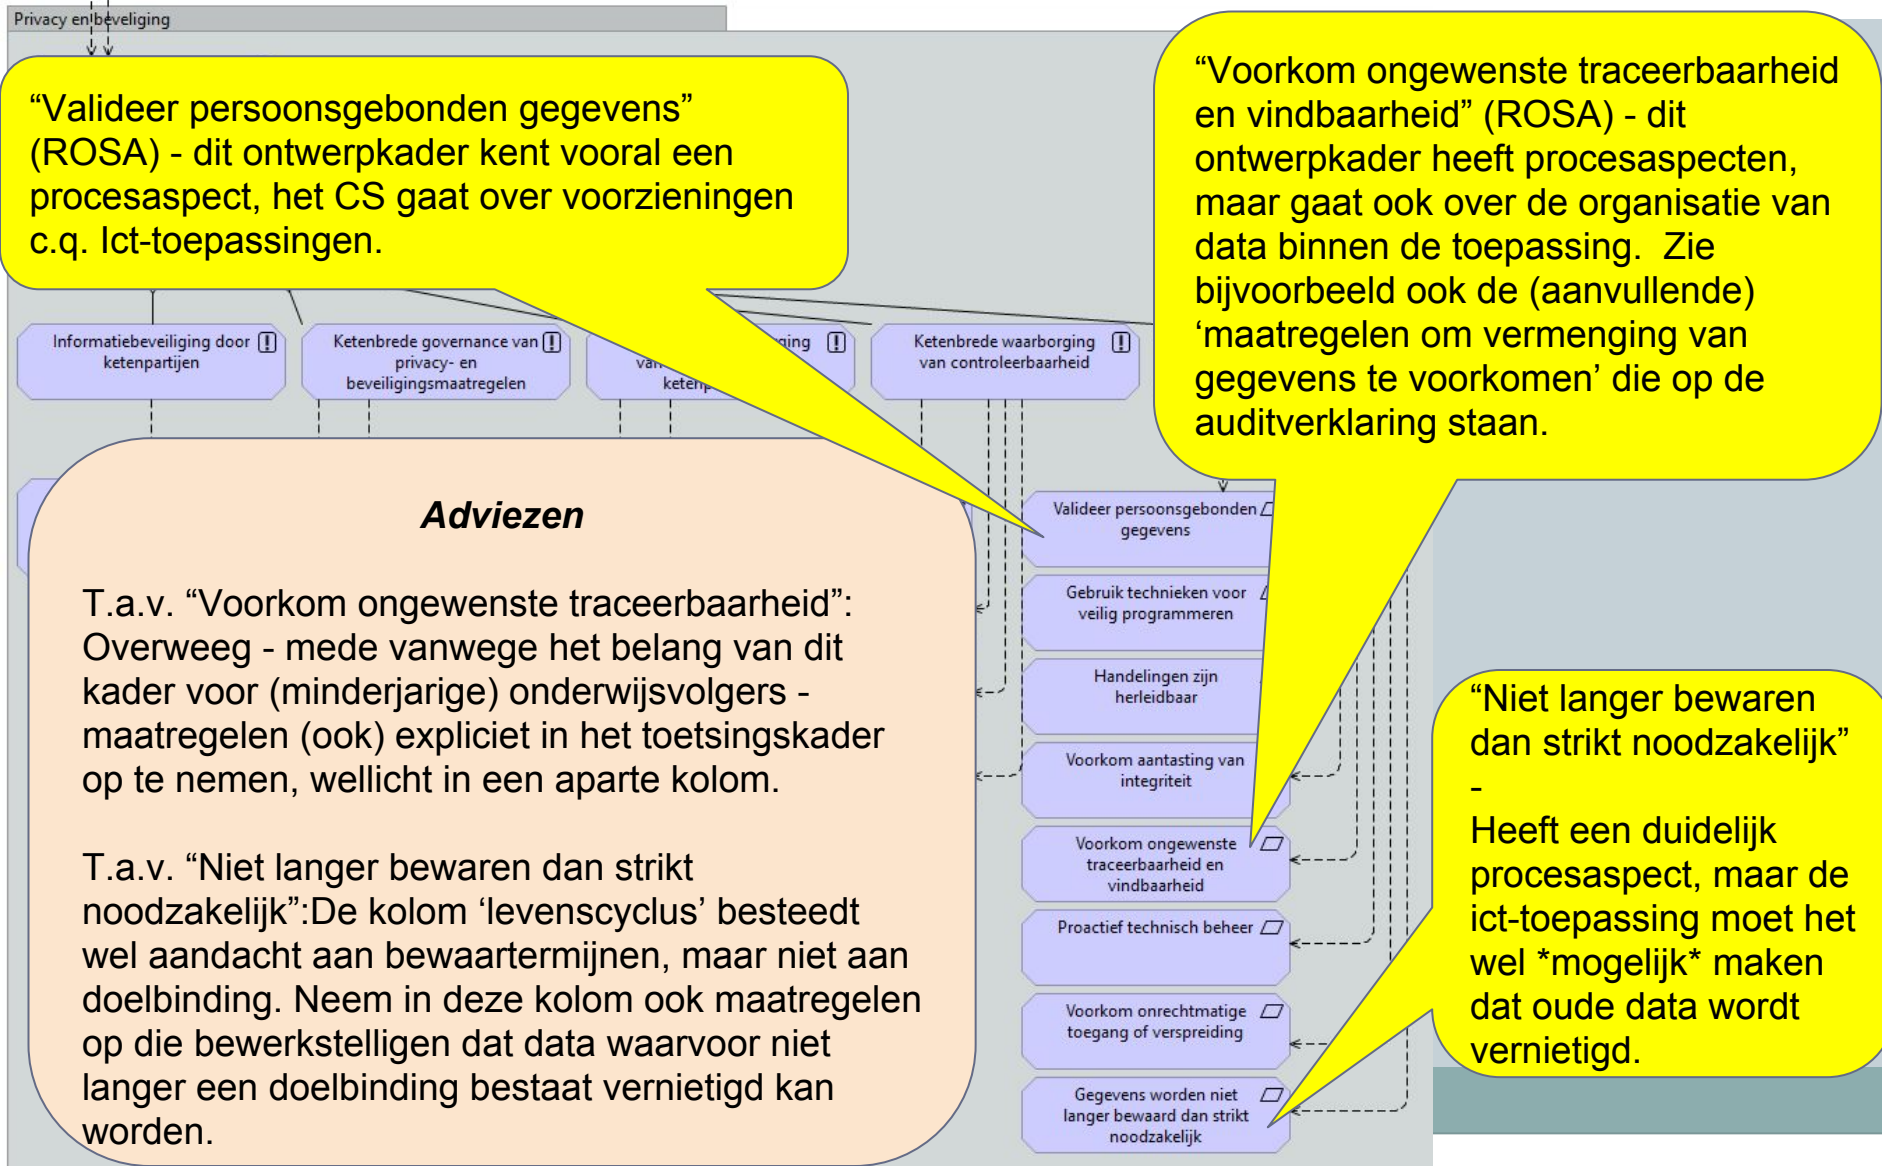 Privacy en beveliging
“Valideer persoonsgebonden gegevens”
(ROSA) - dit ontwerpkader kent vooral een
procesaspect, het CS gaat over voorzieningen
c.q. Ict-toepassingen.
“Voorkom ongewenste traceerbaarheid
en vindbaarheid” (ROSA) - dit
ontwerpkader heeft procesaspecten,
maar gaat ook over de organisatie van
data binnen de toepassing. Zie
bijvoorbeeld ook de (aanvullende)
‘maatregelen om vermenging van
gegevens te voorkomen’ die op de
auditverklaring staan.
Informatiebeveiliging door
ketenpartijen
Ketenbrede governance van
privacy- en
beveiligingsmaatregelen
Ketenbrede waarborging
van controleerbaarheid
Adviezen
T.a.v. “Voorkom ongewenste traceerbaarheid”:
Overweeg - mede vanwege het belang van dit
kader voor (minderjarige) onderwijsvolgers -
maatregelen (ook) expliciet in het toetsingskader
op te nemen, wellicht in een aparte kolom.
T.a.v. “Niet langer bewaren dan strikt
noodzakelijk”:De kolom ‘levenscyclus’ besteedt
wel aandacht aan bewaartermijnen, maar niet aan
doelbinding. Neem in deze kolom ook maatregelen
op die bewerkstelligen dat data waarvoor niet
langer een doelbinding bestaat vernietigd kan
worden.
Valideer persoonsgebonden
gegevens
Gebruik technieken voor
veilig programmeren
Handelingen zijn
herleidbaar
Voorkom aantasting van
integriteit
Voorkom ongewenste
traceerbaarheid en
vindbaarheid
Proactief technisch beheer
Voorkom onrechtmatige
toegang of verspreiding
Gegevens worden niet
langer bewaard dan strikt
noodzakelijk
“Niet langer bewaren
dan strikt noodzakelijk”
-
Heeft een duidelijk
procesaspect, maar de
ict-toepassing moet het
wel *mogelijk* maken
dat oude data wordt
vernietigd.